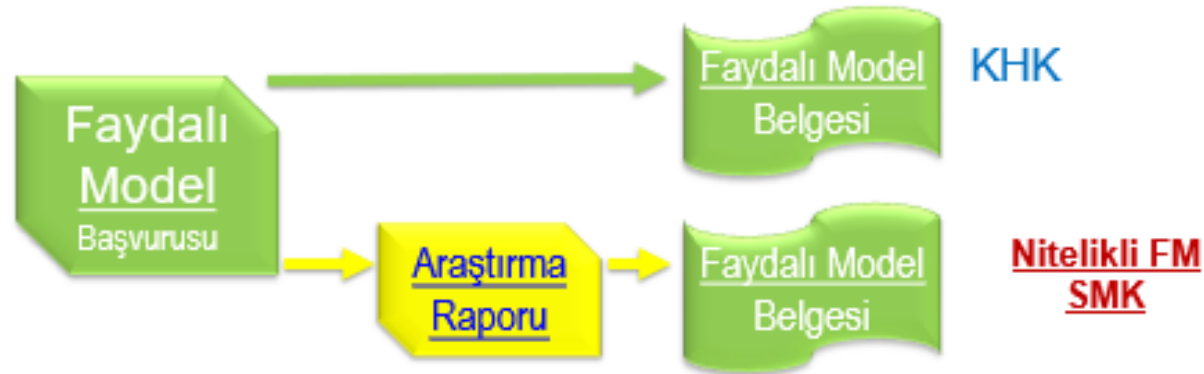 Faydalı
Model
Başvurusu
Faydalı Model
Belgesi
KHK
Araştırma
Raporu
Faydalı Model
Belgesi
Nitelikli FM
SMK